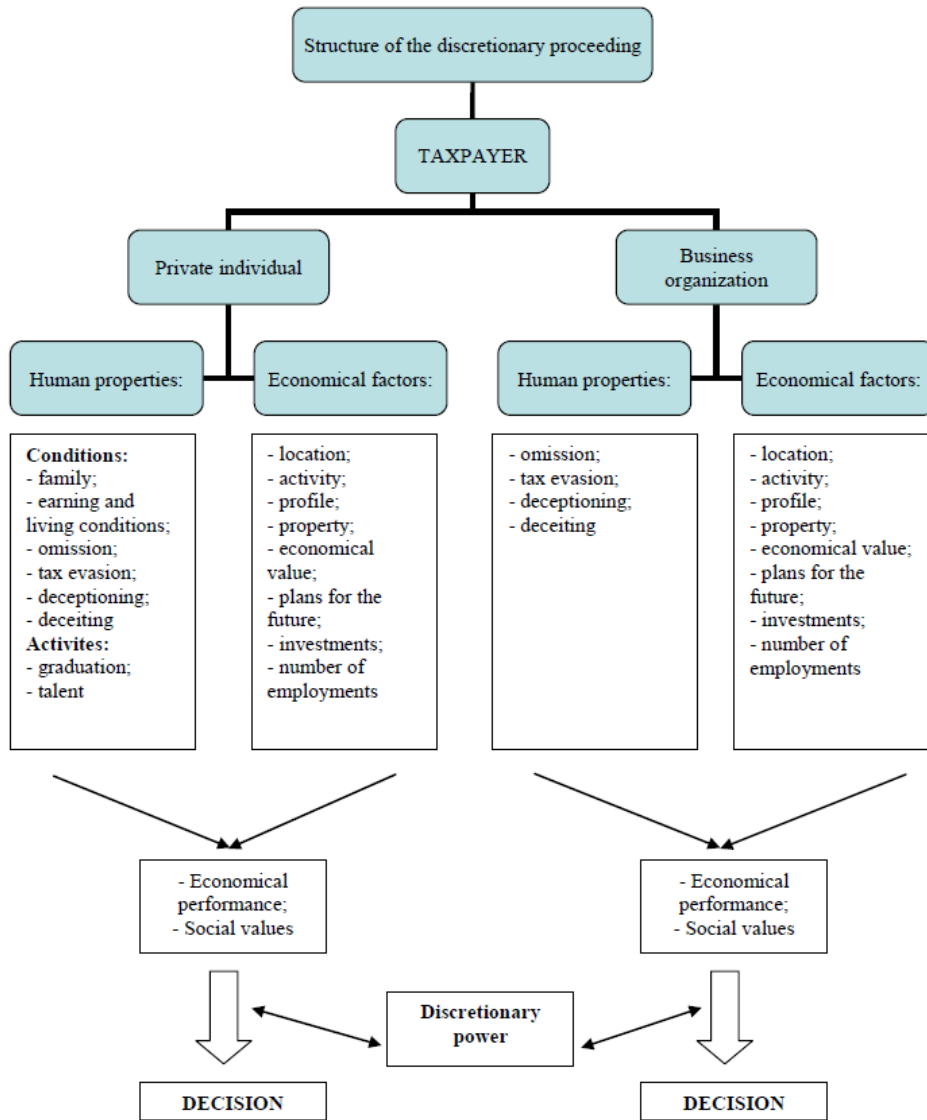 Structure of the discretionary proceeding
TAXPAYER
Private individual
Business
organization
Human properties:
Economical factors:
Human properties:
Economical factors:
Conditions:
- family;
- earning and
living conditions;
- omission;
- tax evasion;
- deceptioning;
- deceiting
Activites:
- graduation;
- talent
- location;
- activity;
- profile;
- property;
- economical
value;
- plans for the
future;
- investments;
- number of
employments
- omission;
- tax evasion;
- deceptioning;
- deceiting
- location;
- activity;
- profile;
- property;
- economical value;
- plans for the
future;
- investments;
- number of
employments
- Economical
performance;
- Social values
- Economical
performance;
- Social values
Discretionary
power
DECISION
DECISION